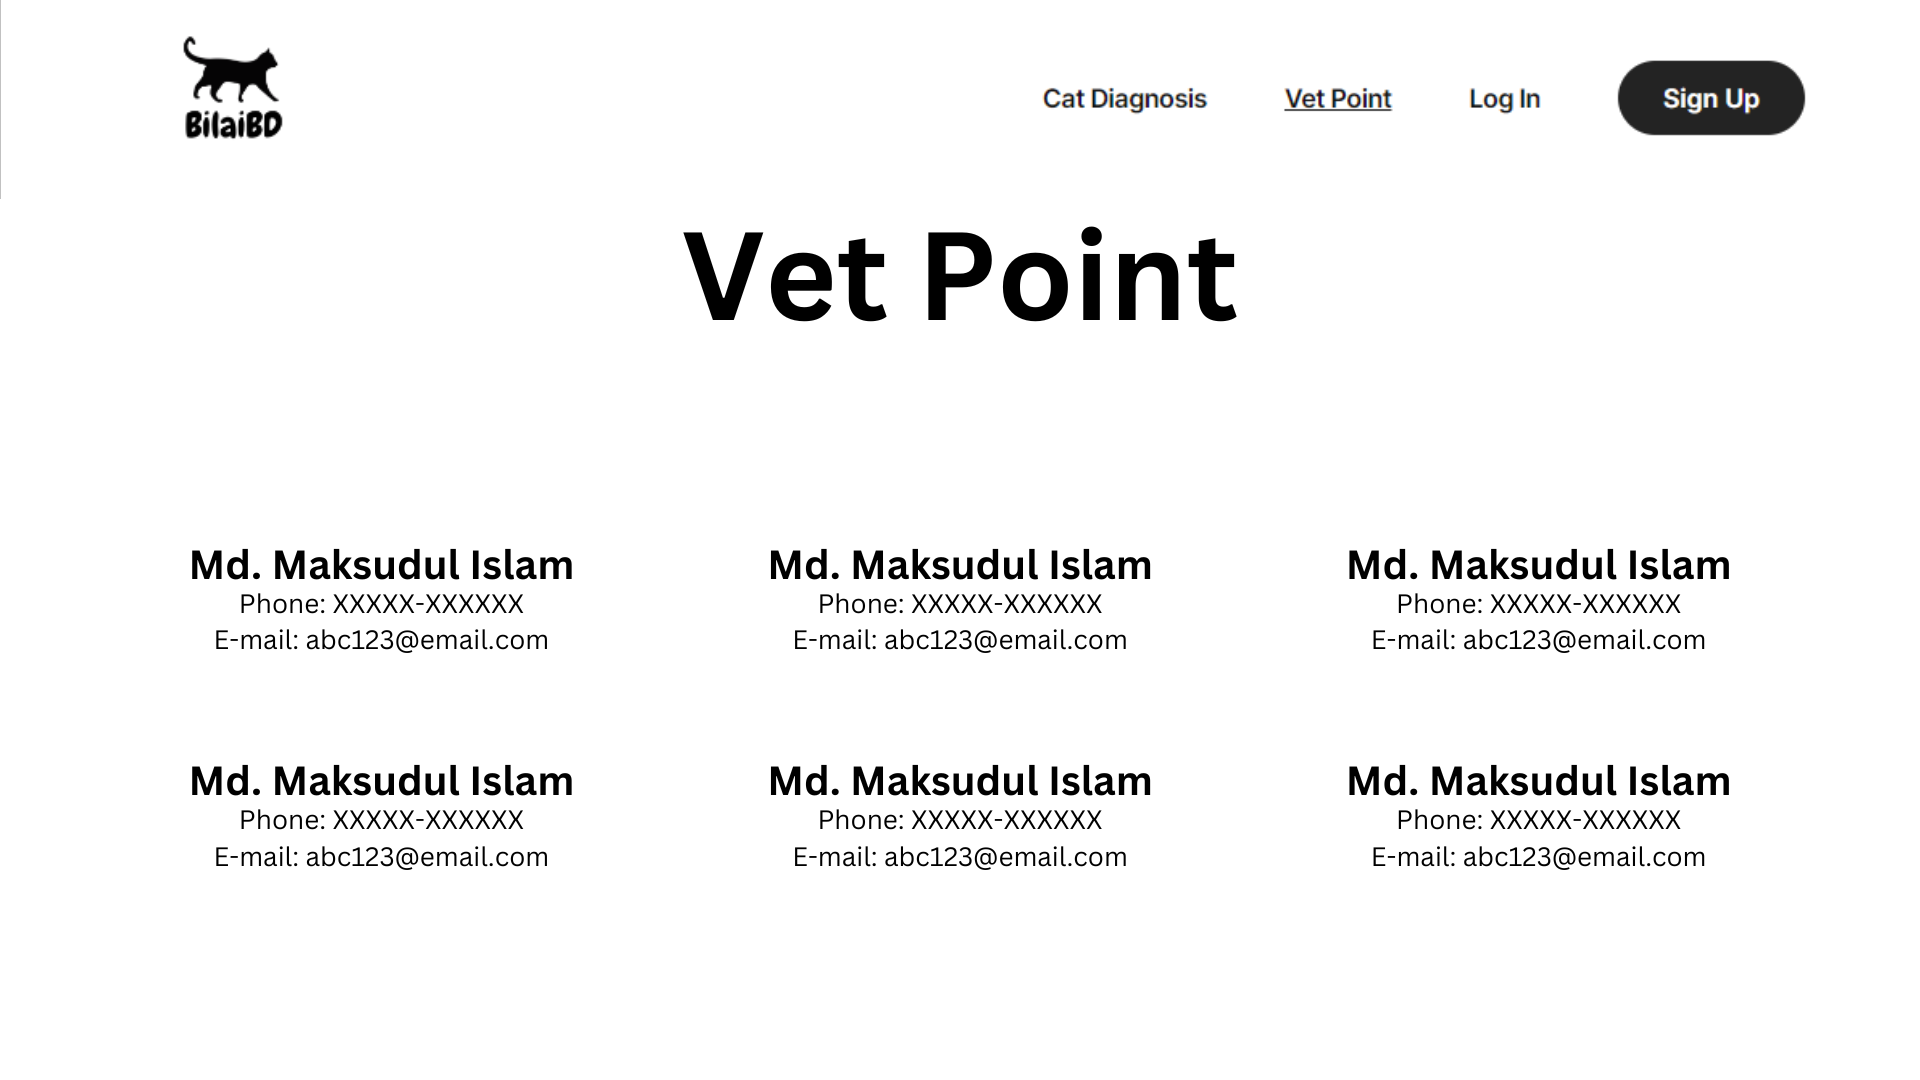 BilaiBD
Cat Diagnosis Vet Point Log In Sign Up
Vet Point
Md. Maksudul Islam Md. Maksudul Islam Md. Maksudul Islam
Phone: XXXXX-XXXXXX Phone: XXXXX-XXXXXX Phone: XXXXX-XXXXXX
E-mail: abc123@email.com E-mail: abc123@email.com E-mail: abc123@email.com
Md. Maksudul Islam Md. Maksudul Islam Md. Maksudul Islam
Phone: XXXXX-XXXXXX Phone: XXXXX-XXXXXX Phone: XXXXX-XXXXXX
E-mail: abc123@email.com E-mail: abc123@email.com E-mail: abc123@email.com